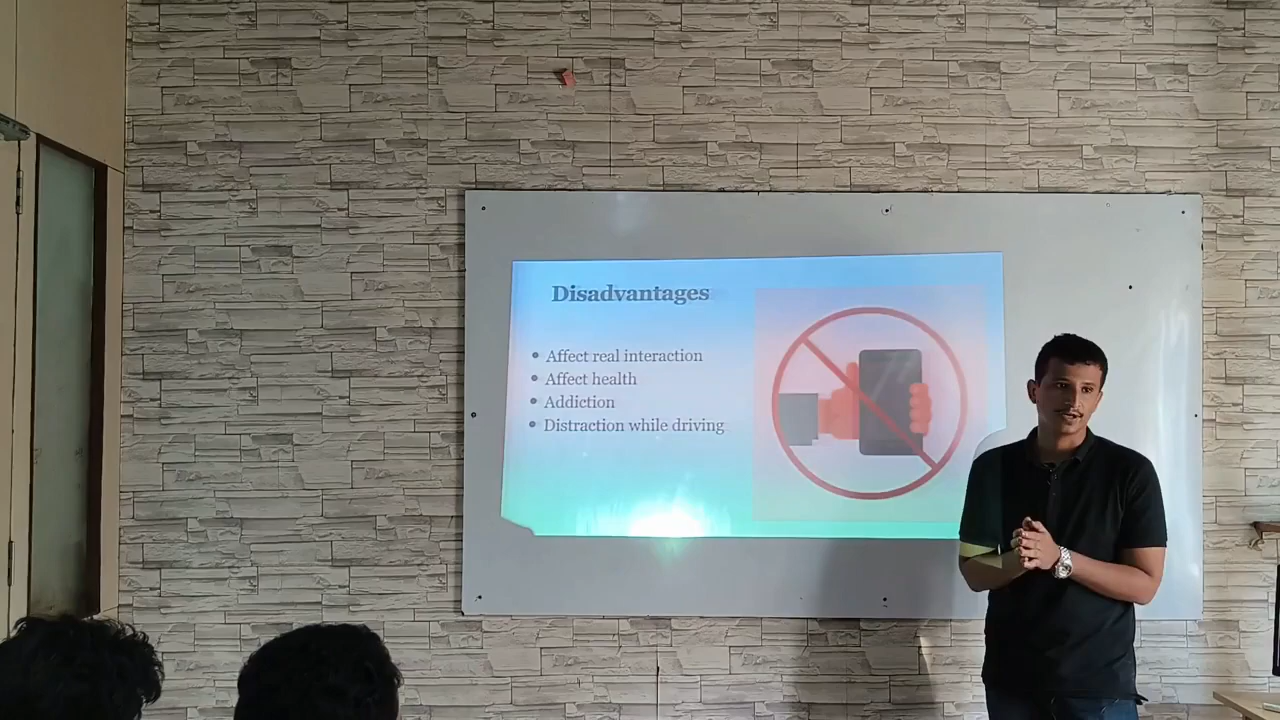 Disadvantages
• Affect real interaction
• Affect health
• Addiction
• Distraction while driving